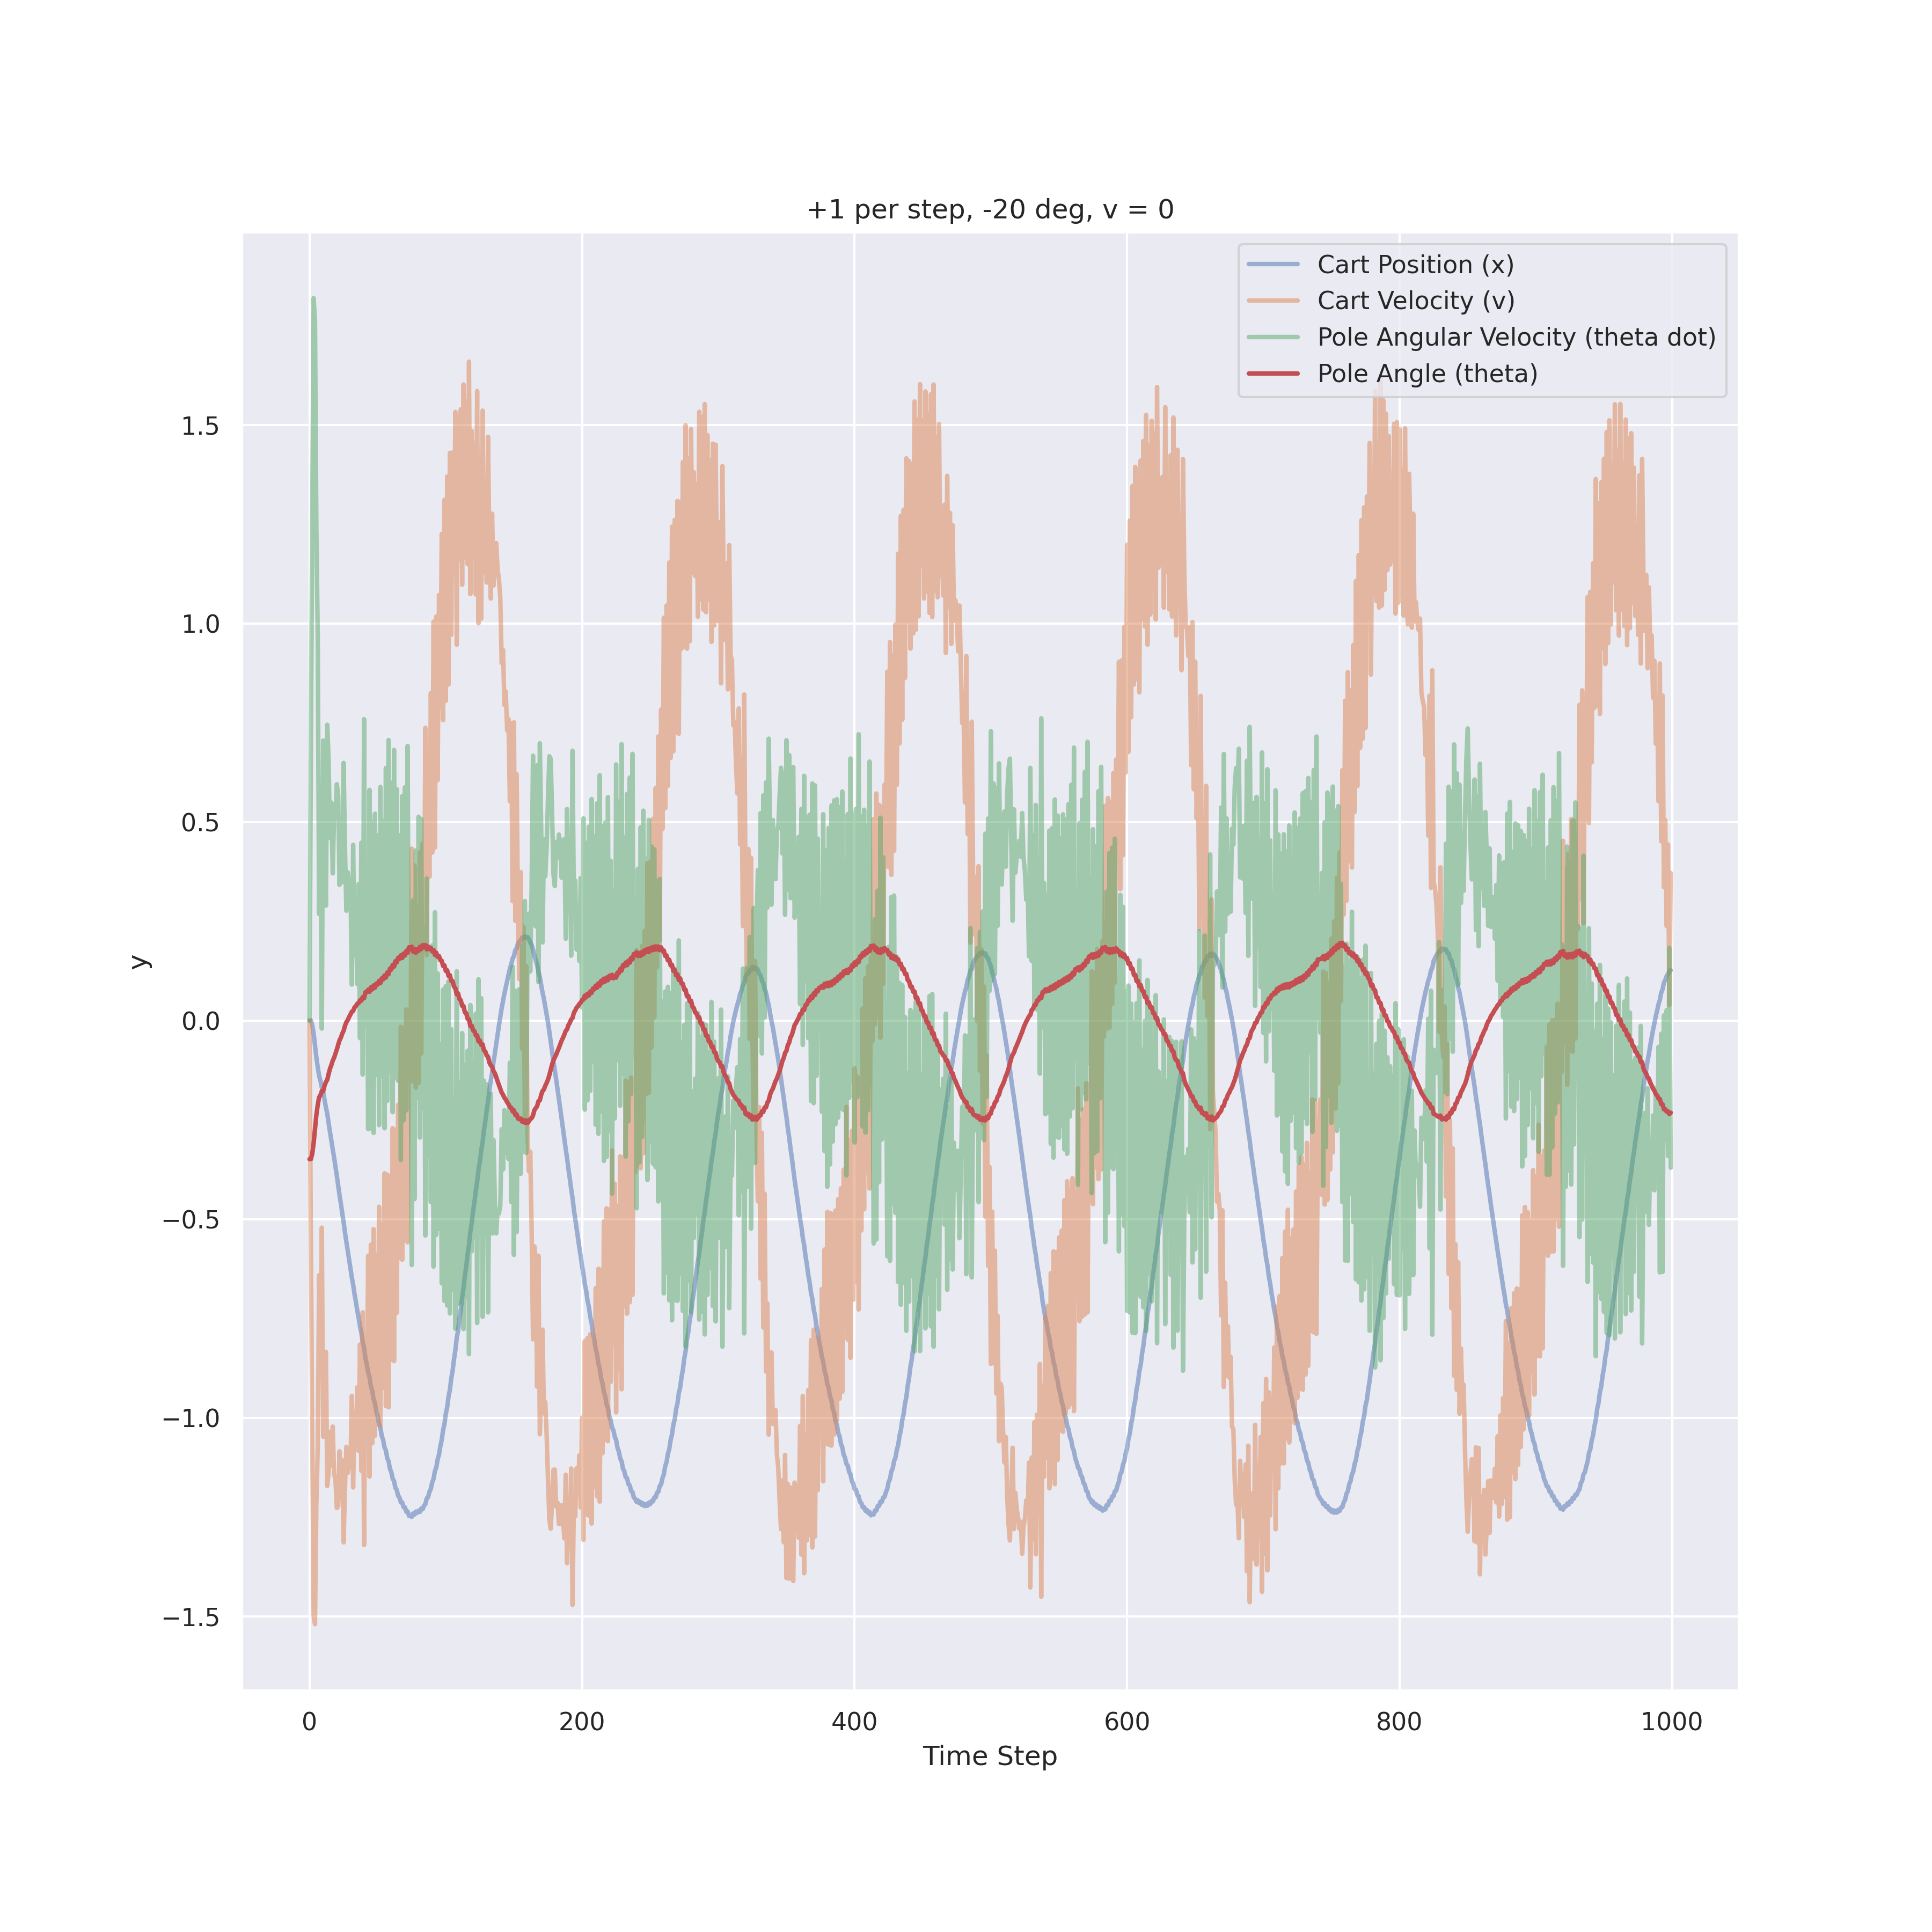 +1 per step, -20 deg, v = 0
Cart Position (x)
Cart Velocity (v)
Pole Angular Velocity (theta dot)
Pole Angle (theta)
1.5
1.0
0.5
0.0
−0.5
−1.0
−1.5
y
0 200 400 600 800 1000
Time Step